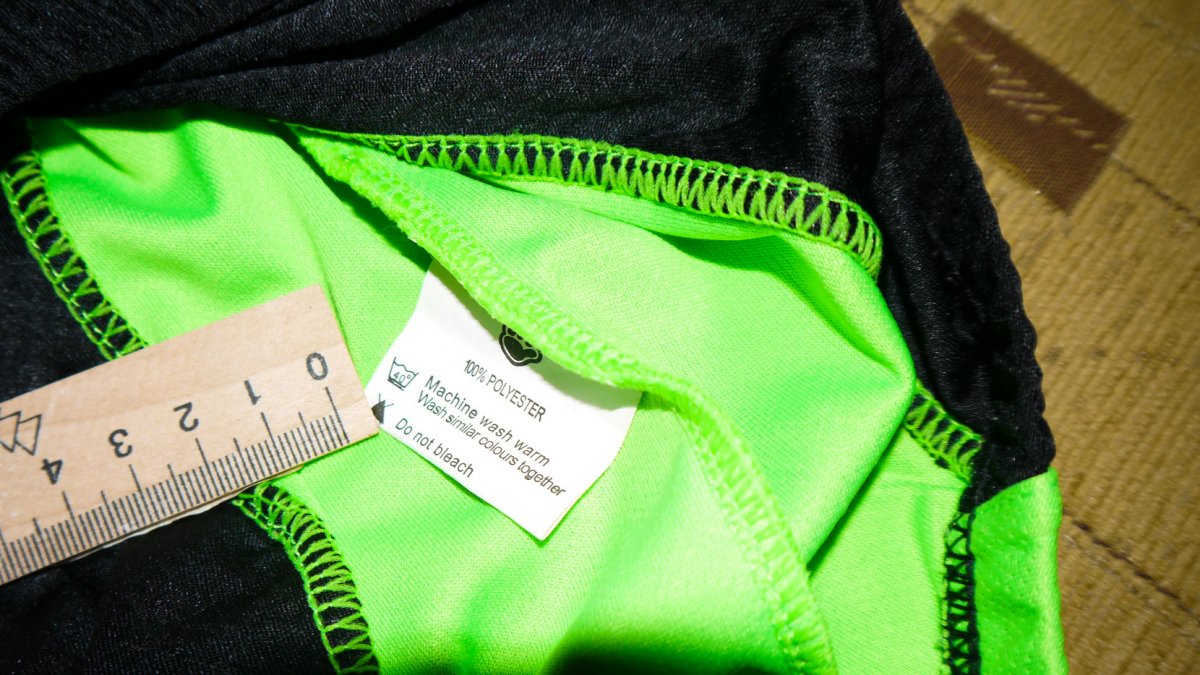 100% POLYESTER
40°
Machine wash warm
Wash similar colours together
Do not bleach
0
1
2
3
4